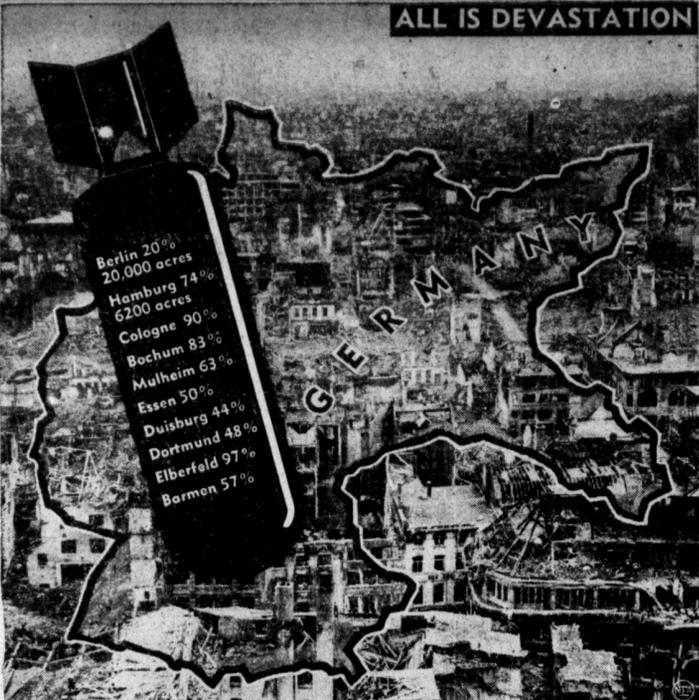 ALL IS DEVASTATION
GERMANY
Berlin 20%
20,000 acres
Hamburg 74%
6200 acres
Cologne 90%
Bochum 83%
Mulheim 63%
Essen 50%
Duisburg 44%
Dortmund 48%
Elberfeld 97%
Barmen 57%